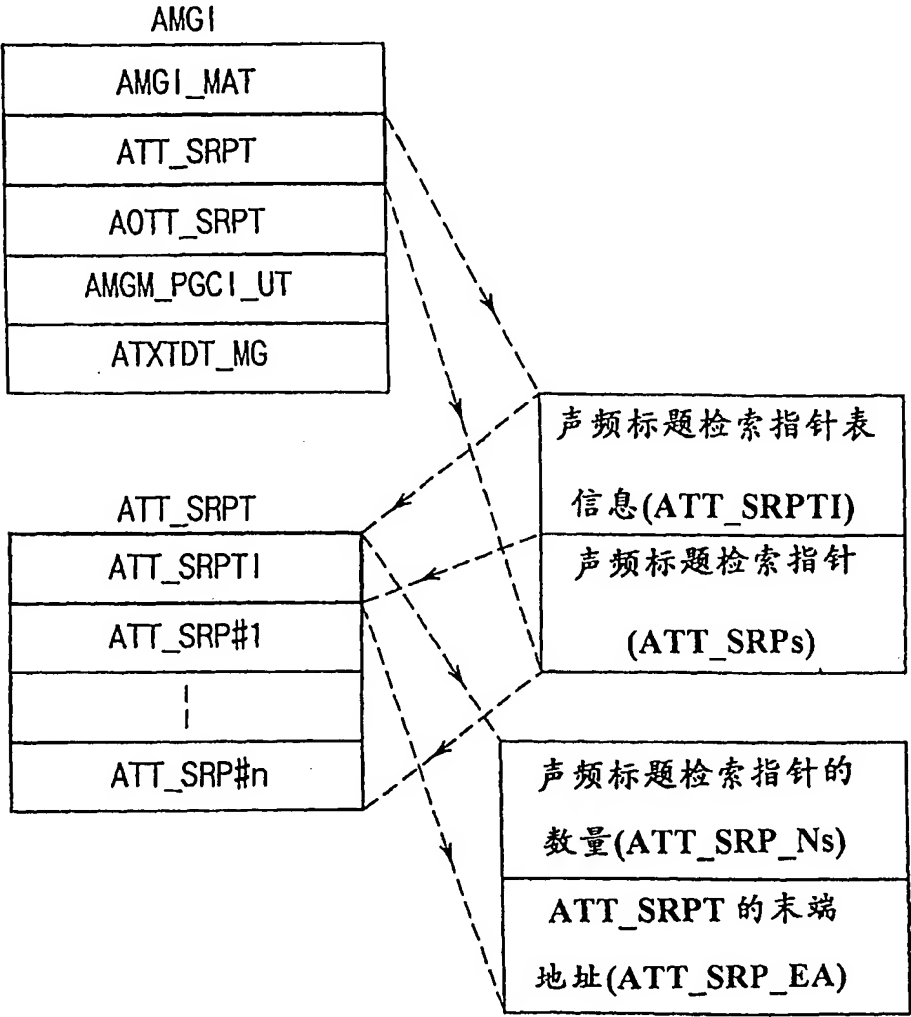 AMGI
AMGI_MAT
ATT_SRPT
AOTT_SRPT
AMGM_PGCI_UT
ATXTDT_MG
声频标题检索指针表
信息(ATT_SRPTI)
声频标题检索指针
(ATT_SRPs)
ATT_SRPT
ATT_SRPTI
ATT_SRP#1
ATT_SRP#n
声频标题检索指针的
数量(ATT_SRP_Ns)
ATT_SRPT 的末端
地址(ATT_SRP_EA)